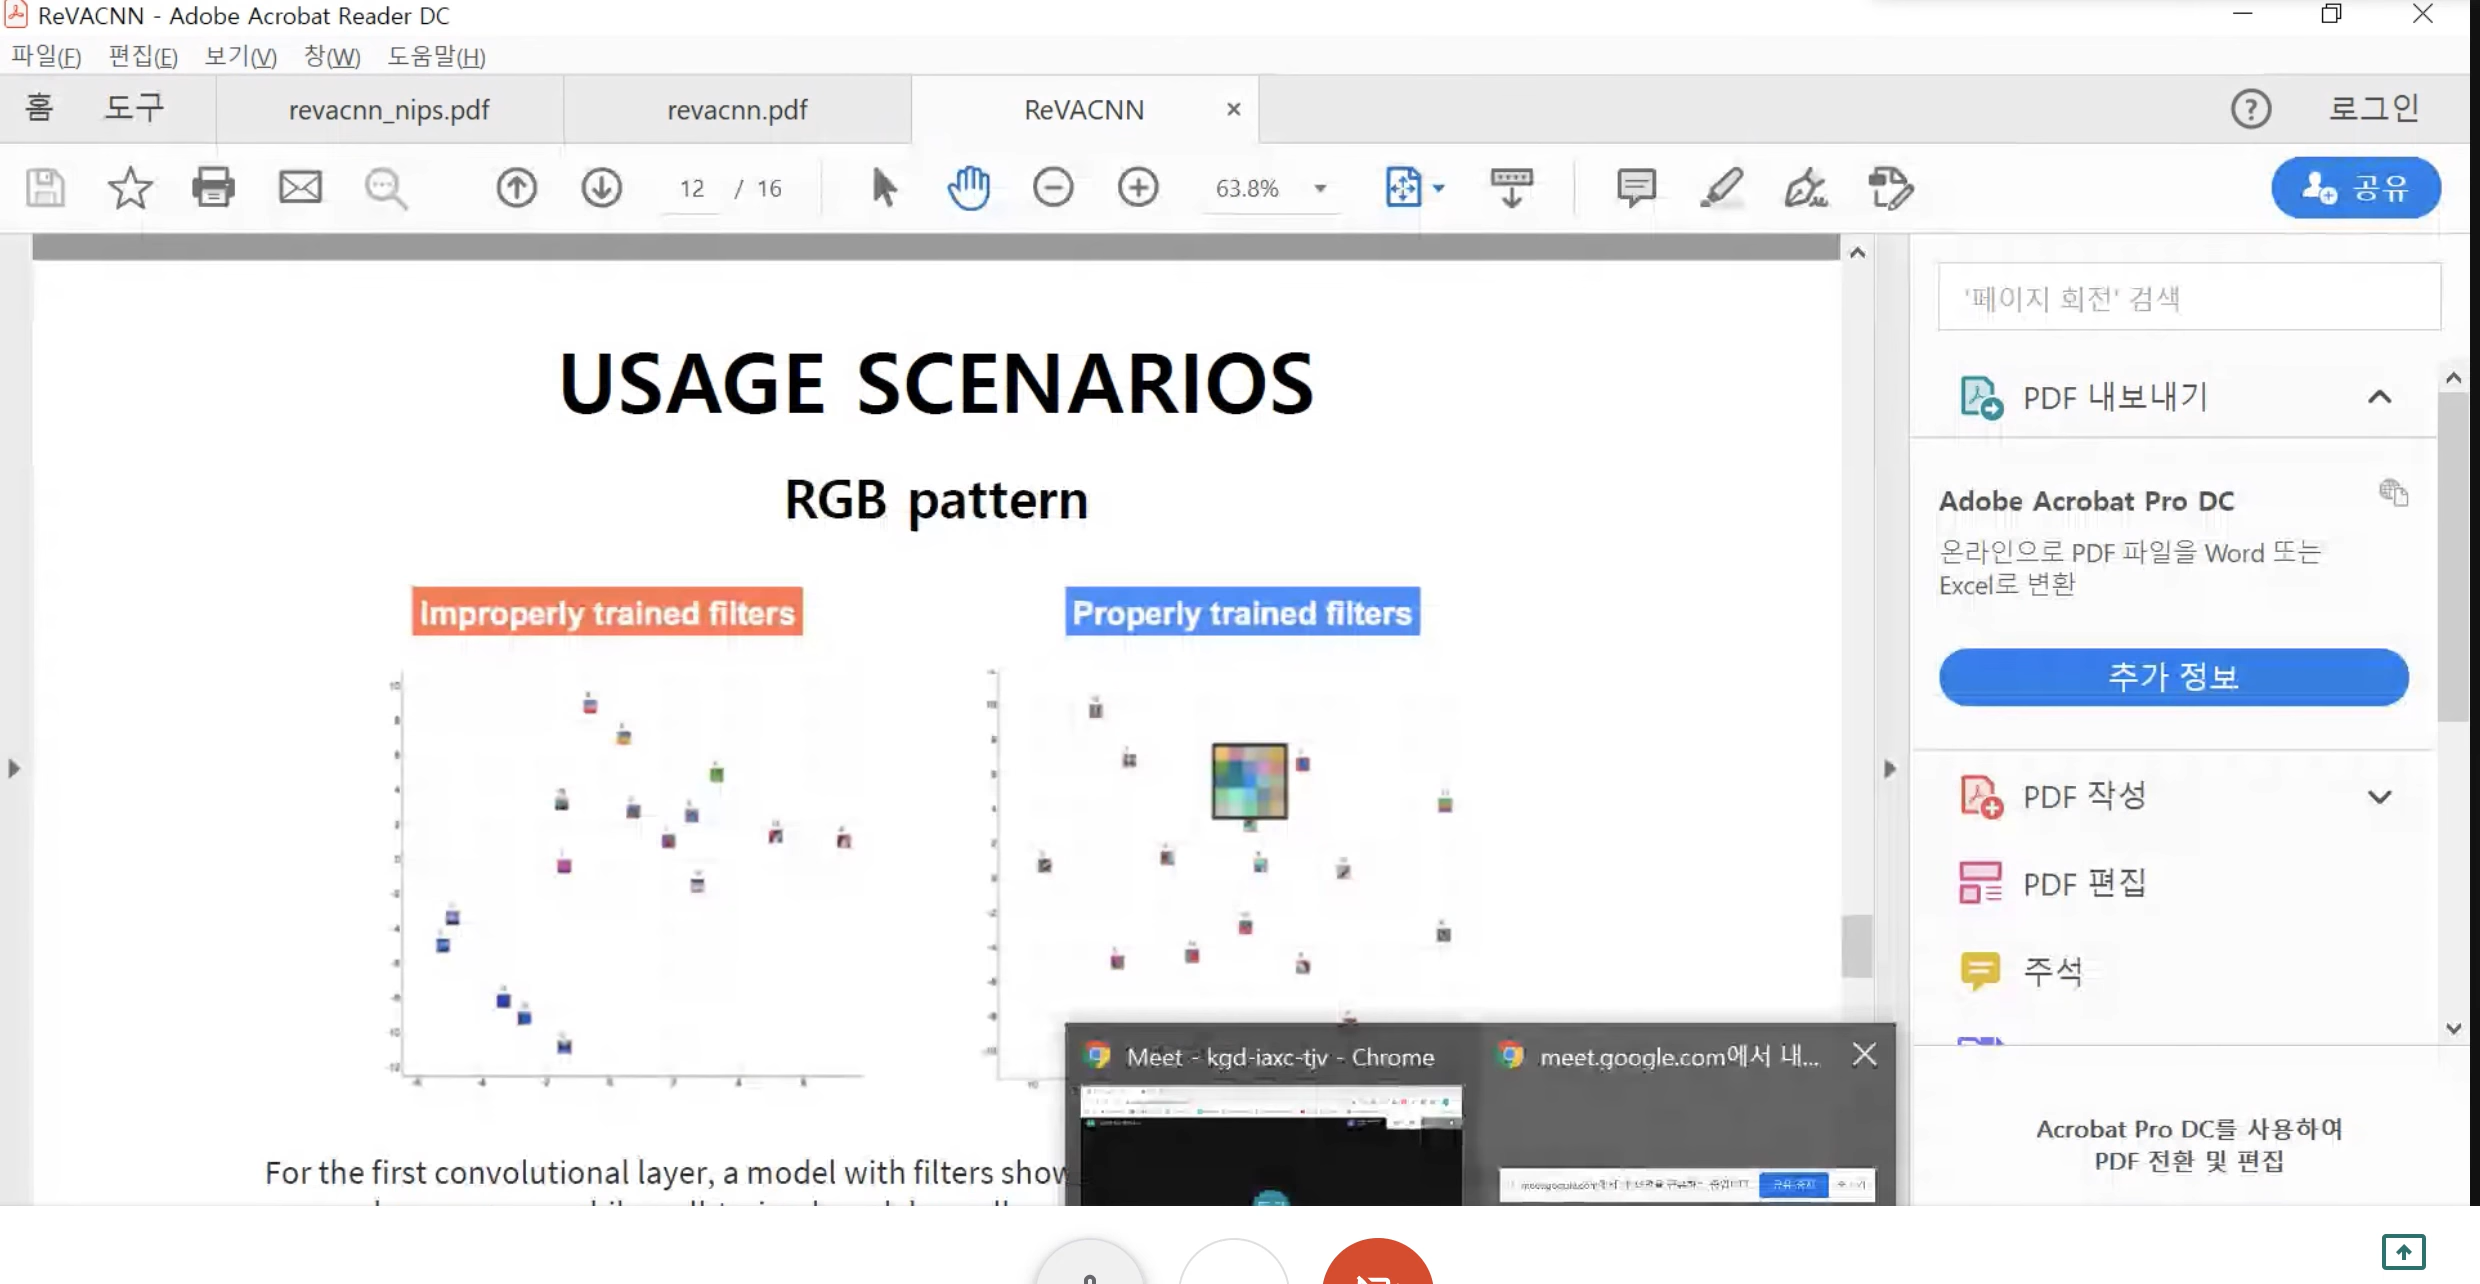 ReVACNN - Adobe Acrobat Reader DC
파일(F) 편집(E) 보기(V) 창(W) 도움말(H)
홈 도구 revacnn_nips.pdf revacnn.pdf ReVACNN × ? 로그인
12 / 16 63.8% 공유
'페이지 회전' 검색
USAGE SCENARIOS
RGB pattern
Improperly trained filters
Properly trained filters
PDF 내보내기
Adobe Acrobat Pro DC
온라인으로 PDF 파일을 Word 또는
Excel로 변환
추가 정보
PDF 작성
PDF 편집
주석
Acrobat Pro DC를 사용하여
PDF 전환 및 편집
For the first convolutional layer, a model with filters show
Meet - kgd-iaxc-tjv - Chrome
meet.google.com에서 내...